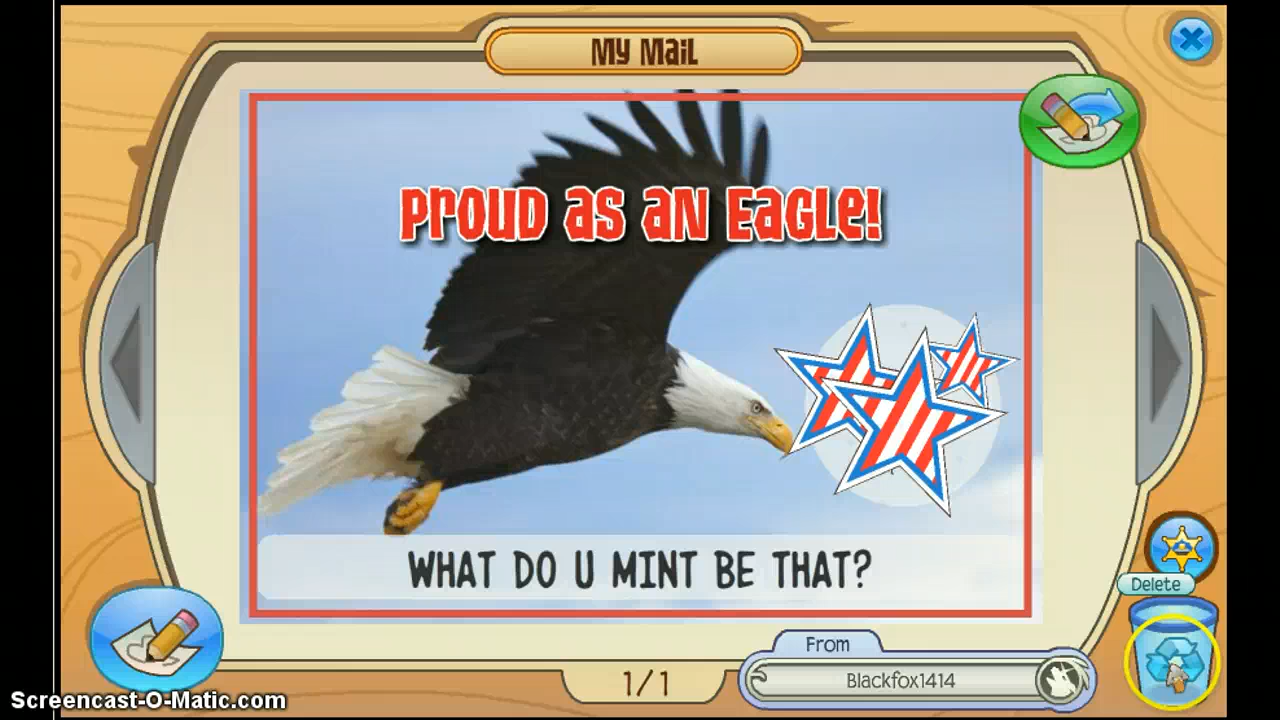 My Mail
Proud as an Eagle!
WHAT DO U MINT BE THAT?
Delete
From
1/1
Blackfox1414
Screencast-O-Matic.com